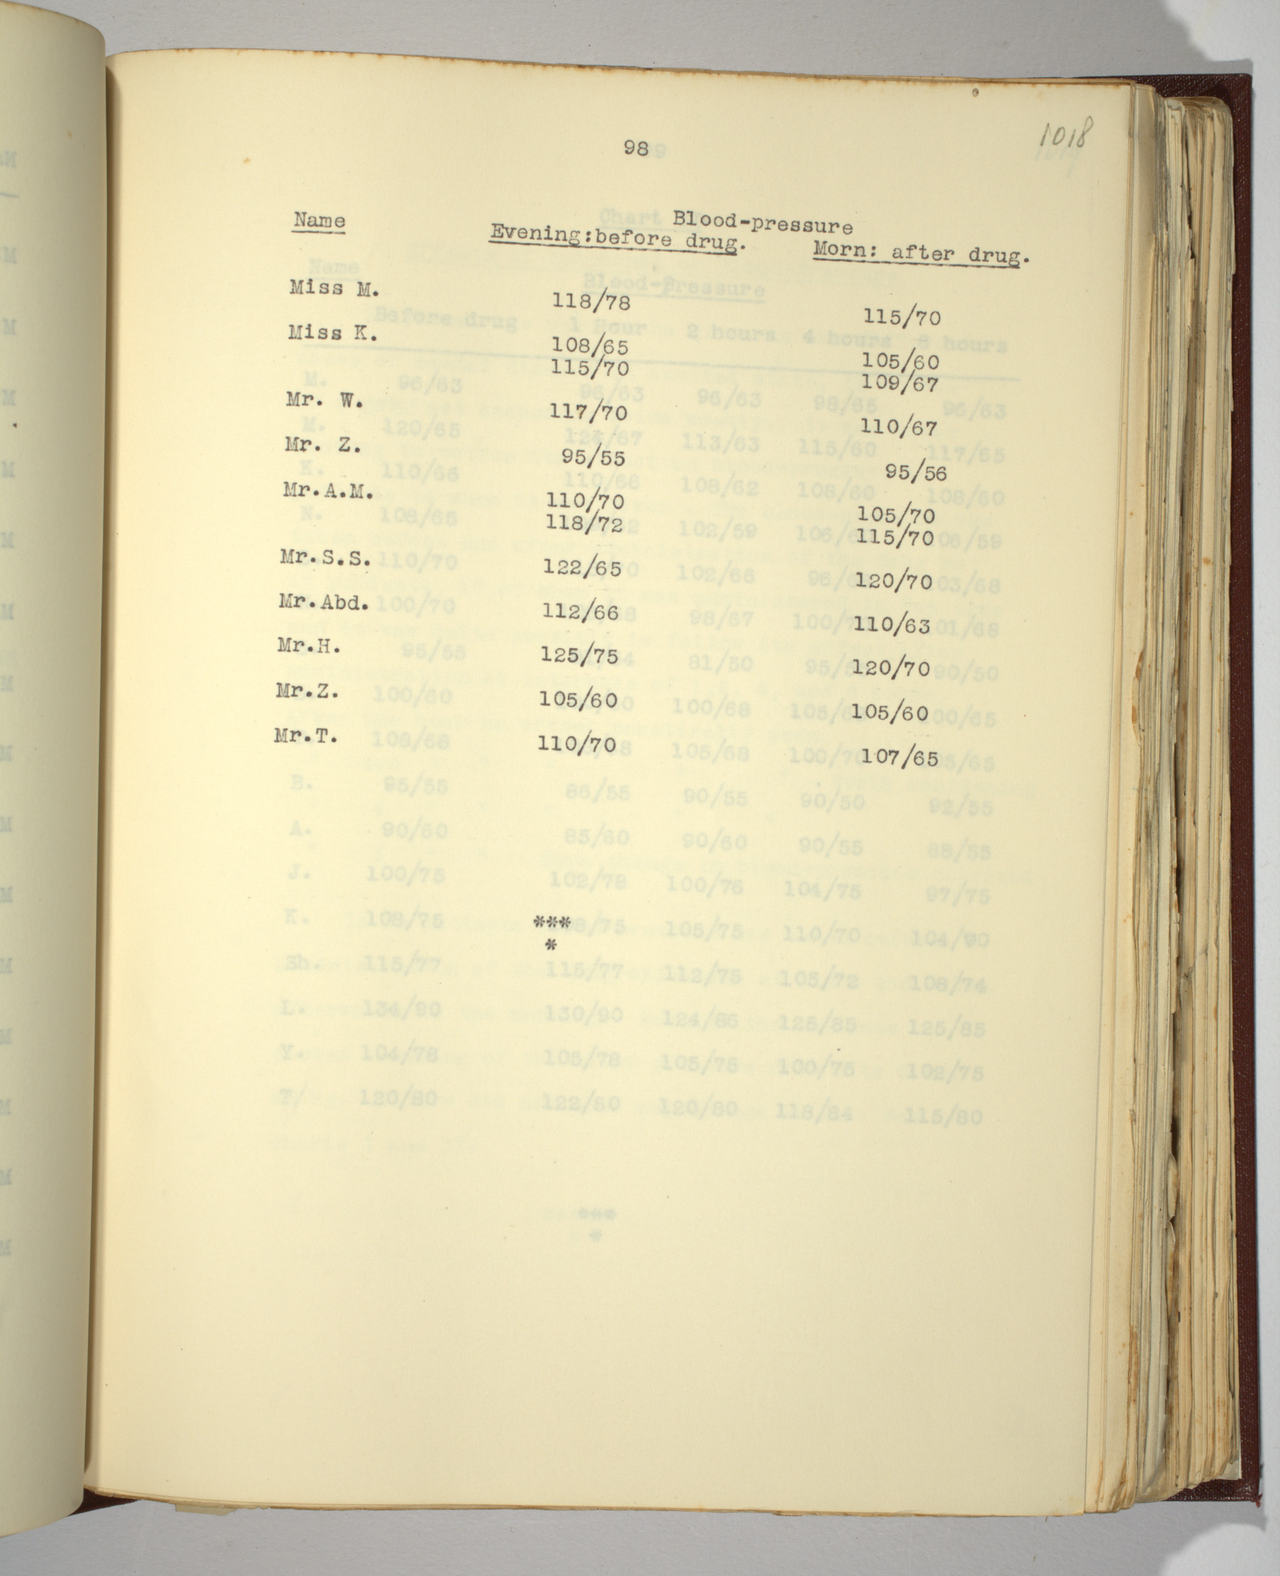 1018
98
Name Blood-pressure
Evening:before drug. Morn: after drug.
Miss M. 118/78 115/70
Miss K. 108/65 105/60
115/70 109/67
Mr. W. 117/70 110/67
Mr. Z. 95/55 95/56
Mr.A.M. 110/70 105/70
118/72 115/70
Mr.S.S. 122/65 120/70
Mr.Abd. 112/66 110/63
Mr.H. 125/75 120/70
Mr.Z. 105/60 105/60
Mr.T. 110/70 107/65
***
*